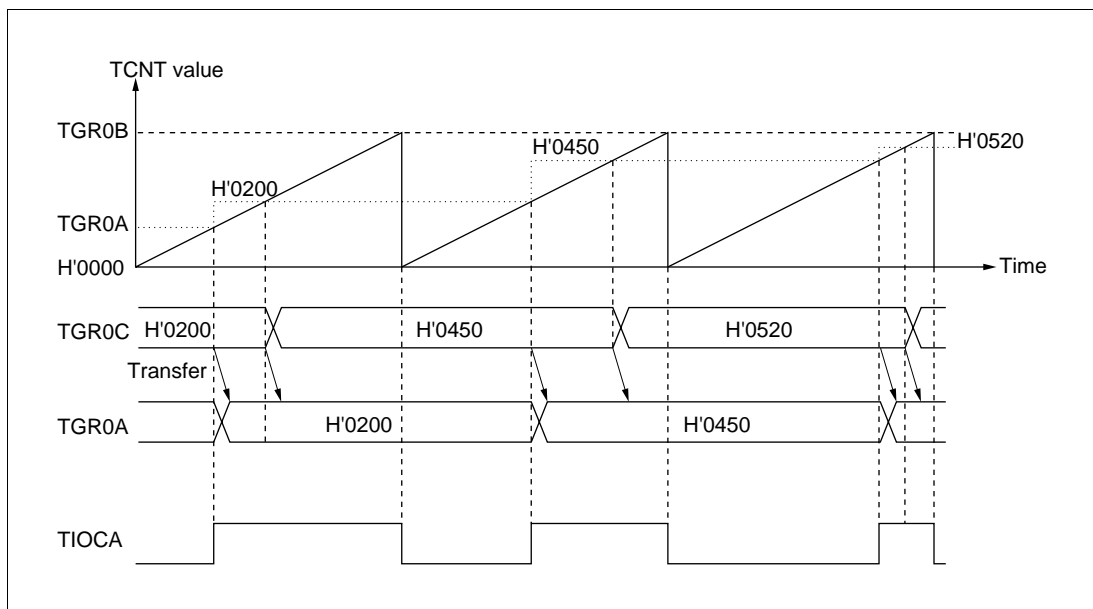 TCNT value
TGR0B
H'0520
H'0450
H'0200
TGR0A
H'0000
Time
TGR0C
H'0200
H'0450
H'0520
Transfer
TGR0A
H'0200
H'0450
TIOCA